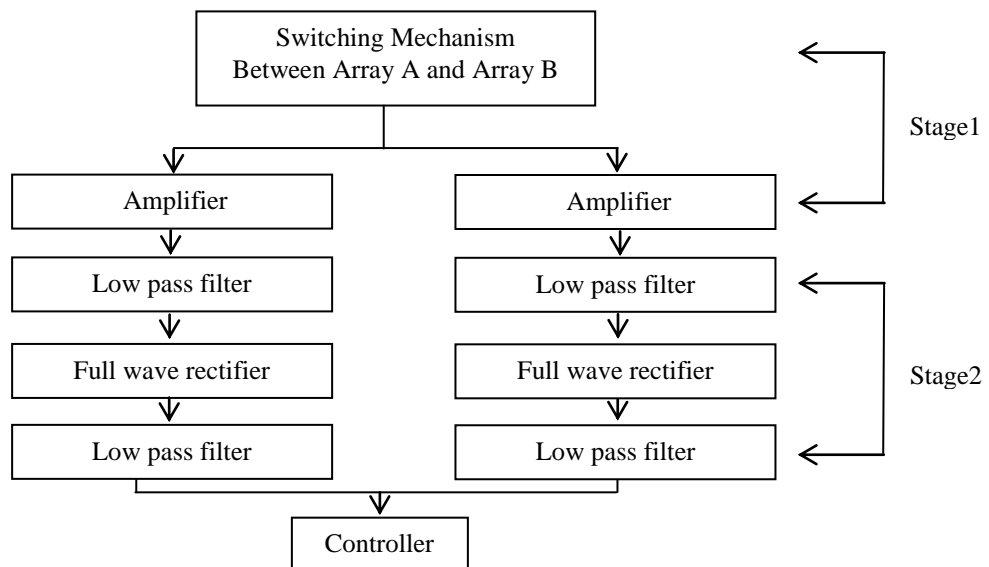 Switching Mechanism
Between Array A and Array B
Stage1
Amplifier
Amplifier
Low pass filter
Low pass filter
Full wave rectifier
Full wave rectifier
Stage2
Low pass filter
Low pass filter
Controller